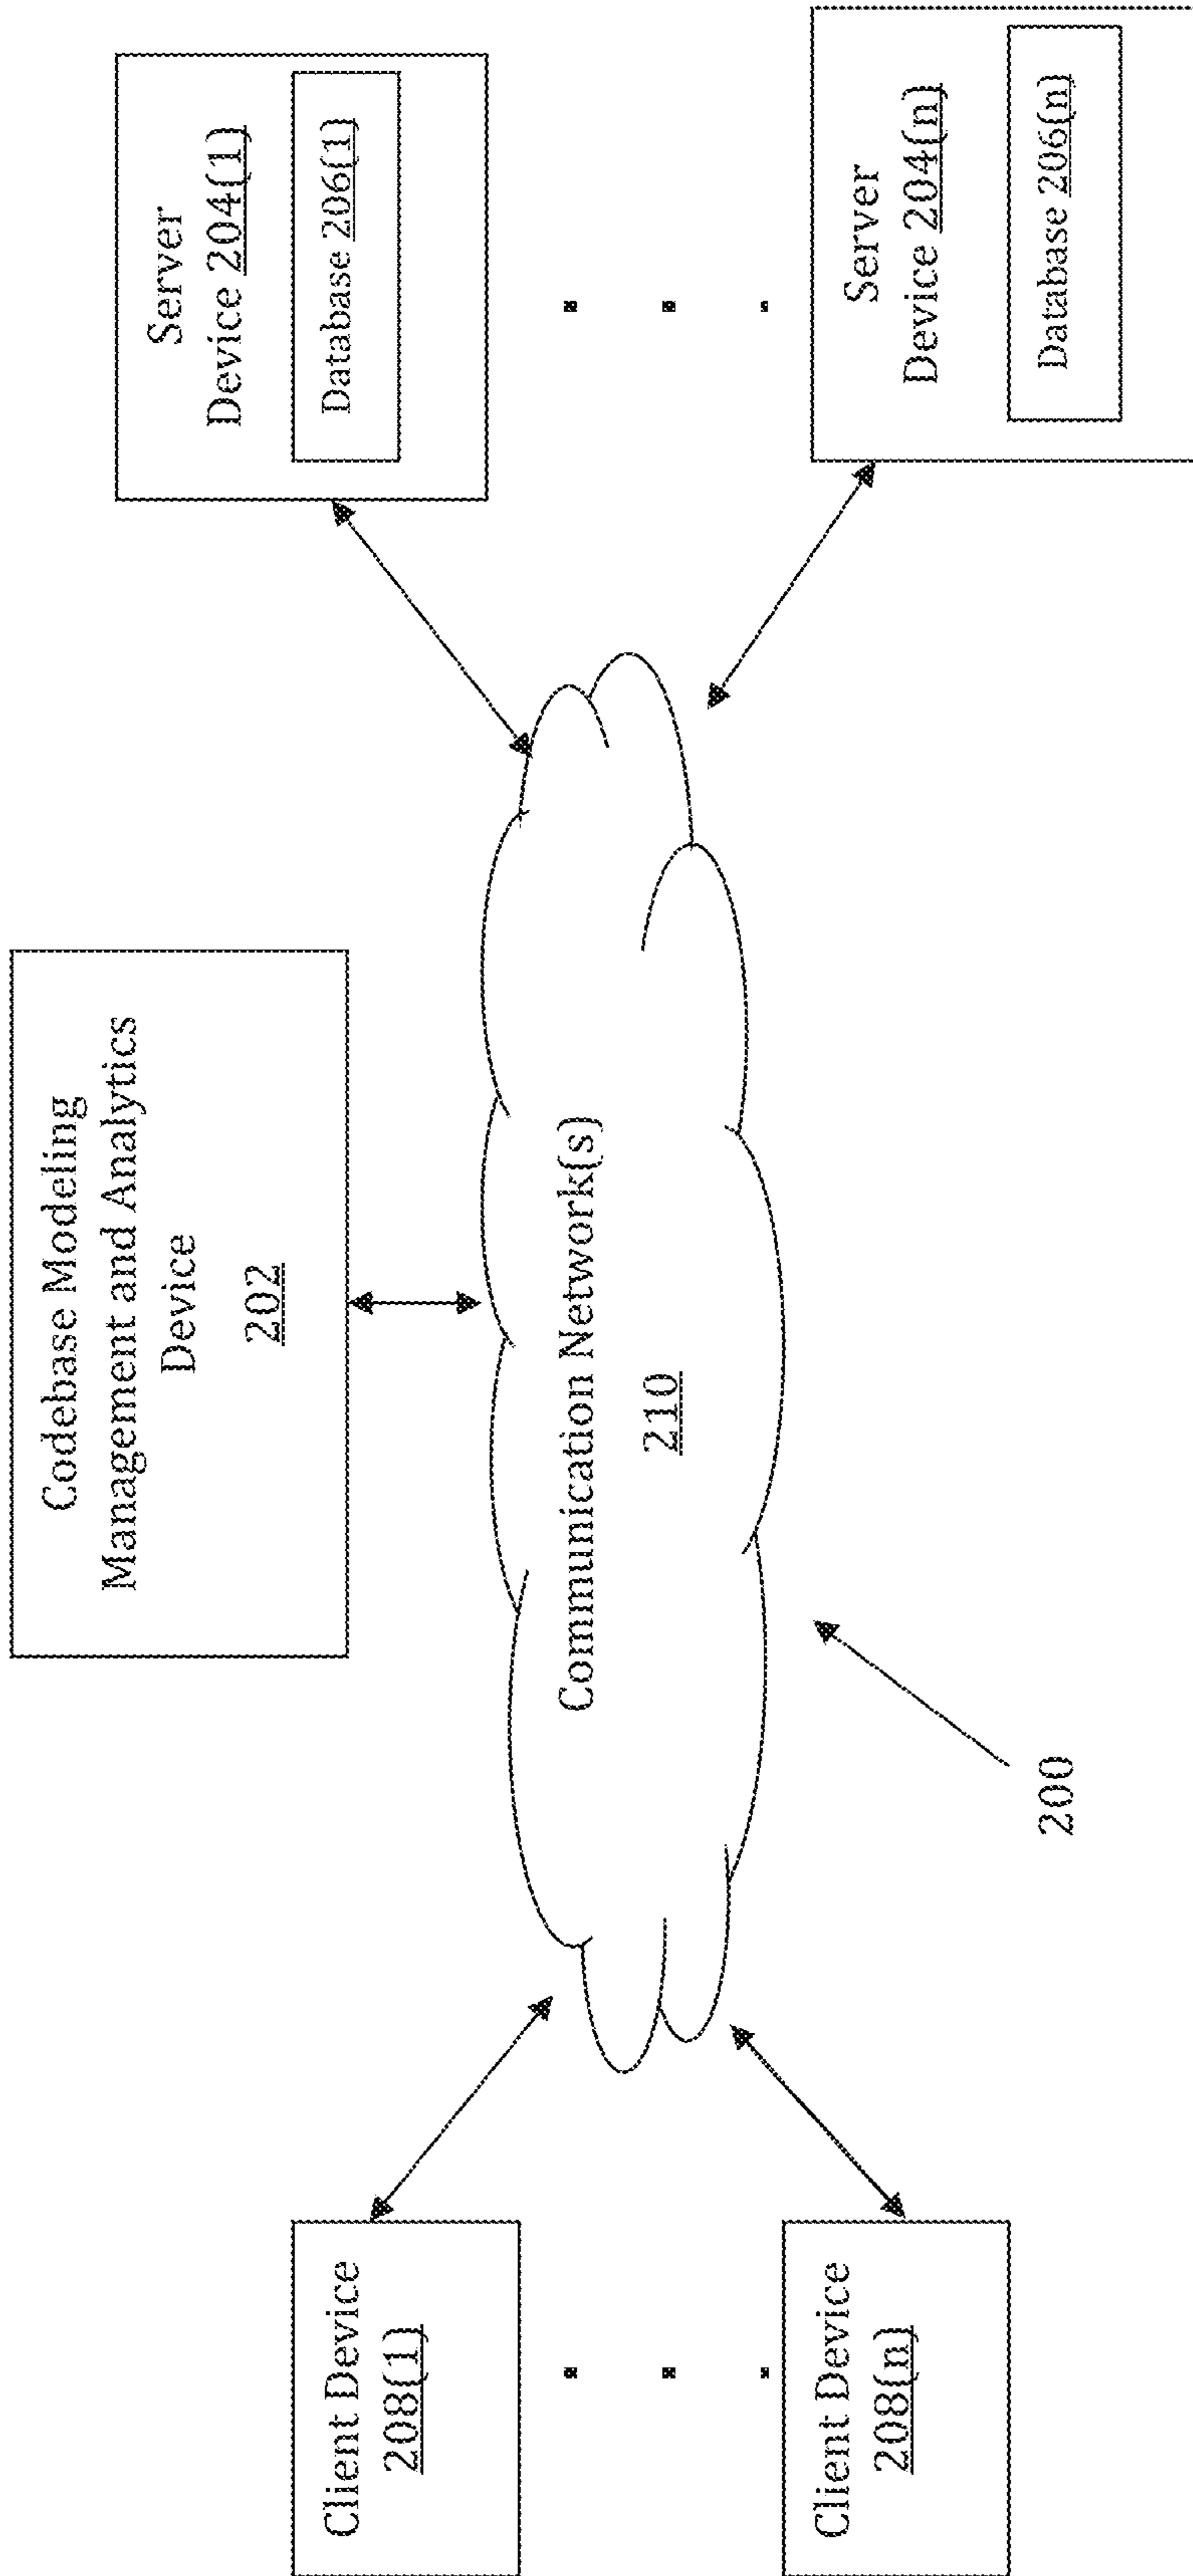 Codebase Modeling
Management and Analytics
Device
202
Server
Device 204(1)
Database 206(1)
Client Device
208(1)
Communication Network(s)
210
Server
Device 204(n)
Database 206(n)
Client Device
208(n)
200